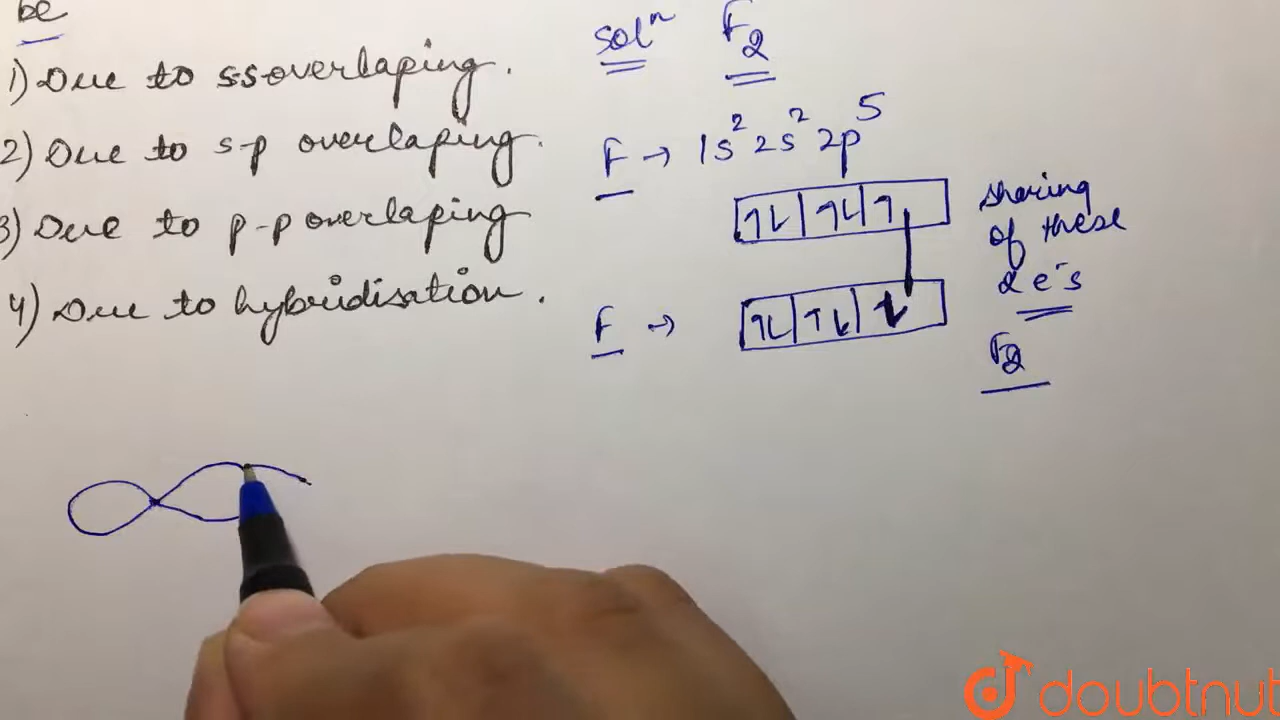 be
1) Due to s-s overlaping.
2) Due to s-p overlaping.
3) Due to p-p overlaping
4) Due to hybridisation.
Solⁿ F₂
F → 1s² 2s² 2p⁵
↿⇂ ↿⇂ ↿
F → ↿⇂ ↿⇂ ⇂
sharing
of these
2 e⁻s
F₂
doubtnut